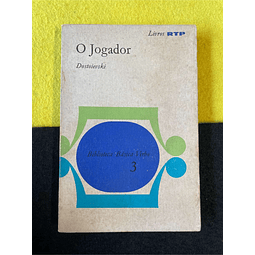 Livros RTP
O Jogador
Dostoievski
Biblioteca Básica Verbo
3